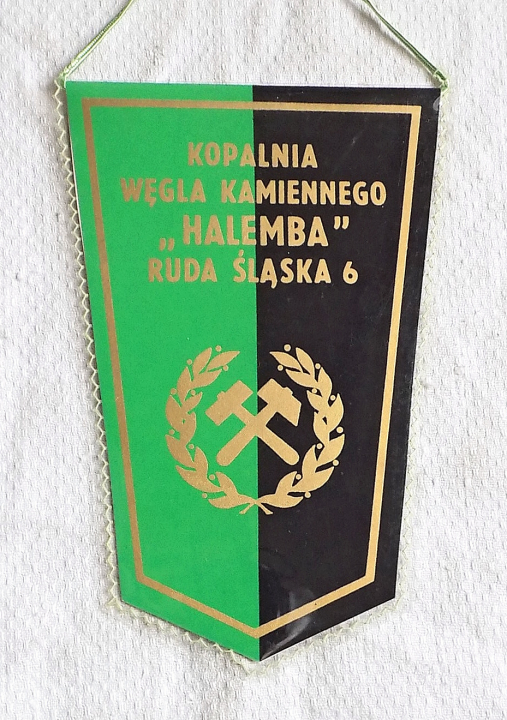 KOPALNIA
WĘGLA KAMIENNEGO
„HALEMBA”
RUDA ŚLĄSKA 6